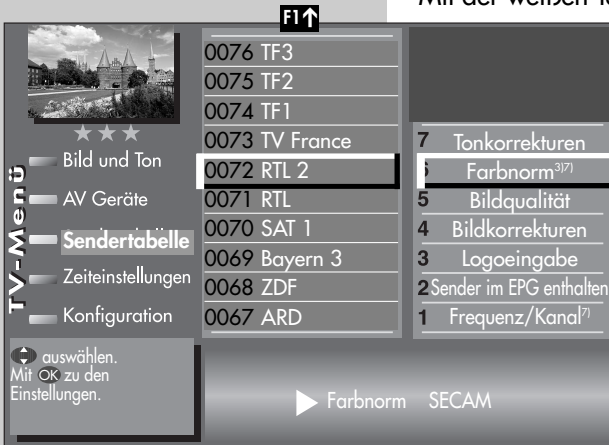 F1↑
TV-Menü
Bild und Ton
AV Geräte
Sendertabelle
Zeiteinstellungen
Konfiguration
auswählen.
Mit OK zu den
Einstellungen.
0076 TF3
0075 TF2
0074 TF1
0073 TV France
0072 RTL 2
0071 RTL
0070 SAT 1
0069 Bayern 3
0068 ZDF
0067 ARD
7 Tonkorrekturen
Farbnorm3)7)
5 Bildqualität
4 Bildkorrekturen
3 Logoeingabe
2 Sender im EPG enthalten
1 Frequenz/Kanal7)
Farbnorm SECAM